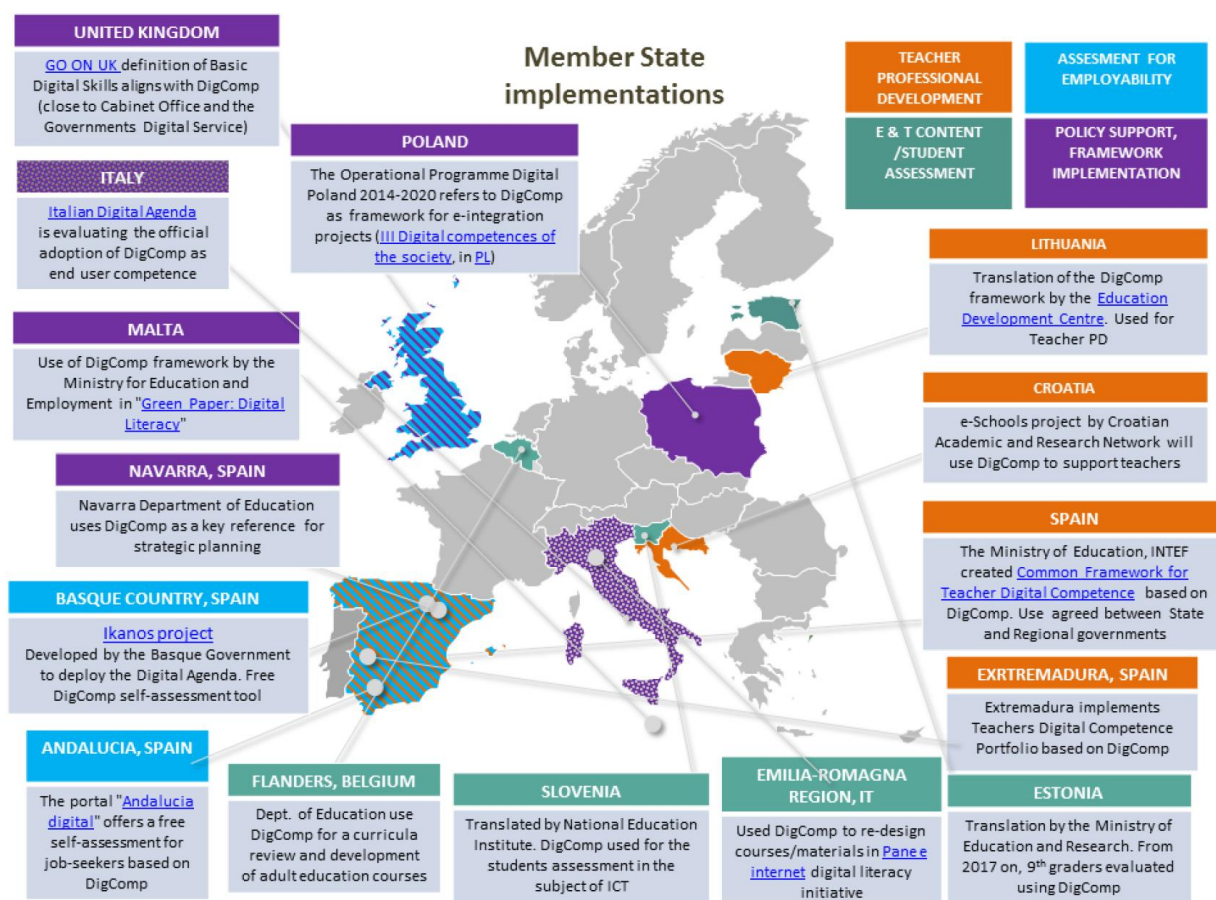 Member State
implementations
TEACHER
PROFESSIONAL
DEVELOPMENT
ASSESMENT FOR
EMPLOYABILITY
E & T CONTENT
/STUDENT
ASSESSMENT
POLICY SUPPORT,
FRAMEWORK
IMPLEMENTATION
UNITED KINGDOM
GO ON UK definition of Basic
Digital Skills aligns with DigComp
(close to Cabinet Office and the
Governments Digital Service)
POLAND
The Operational Programme Digital
Poland 2014-2020 refers to DigComp
as framework for e-integration
projects (III Digital competences of
the society, in PL)
ITALY
Italian Digital Agenda
is evaluating the official
adoption of DigComp as
end user competence
MALTA
Use of DigComp framework by the
Ministry for Education and
Employment in "Green Paper: Digital
Literacy"
NAVARRA, SPAIN
Navarra Department of Education
uses DigComp as a key reference for
strategic planning
BASQUE COUNTRY, SPAIN
Ikanos project
Developed by the Basque Government
to deploy the Digital Agenda. Free
DigComp self-assessment tool
ANDALUCIA, SPAIN
The portal "Andalucia
digital" offers a free
self-assessment for
job-seekers based on
DigComp
FLANDERS, BELGIUM
Dept. of Education use
DigComp for a curricula
review and development
of adult education courses
SLOVENIA
Translated by National Education
Institute. DigComp used for the
students assessment in the
subject of ICT
EMILIA-ROMAGNA
REGION, IT
Used DigComp to re-design
courses/materials in Pane e
internet digital literacy
initiative
LITHUANIA
Translation of the DigComp
framework by the Education
Development Centre. Used for
Teacher PD
CROATIA
e-Schools project by Croatian
Academic and Research Network will
use DigComp to support teachers
SPAIN
The Ministry of Education, INTEF
created Common Framework for
Teacher Digital Competence based on
DigComp. Use agreed between State
and Regional governments
EXRTREMADURA, SPAIN
Extremadura implements
Teachers Digital Competence
Portfolio based on DigComp
ESTONIA
Translation by the Ministry of
Education and Research. From
2017 on, 9th graders evaluated
using DigComp